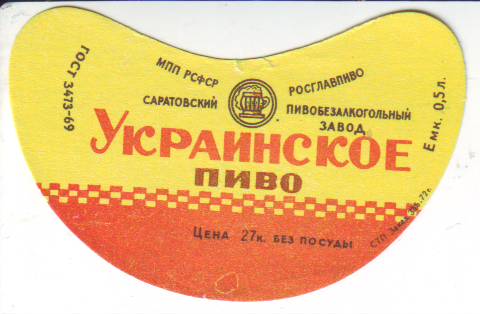 МПП РСФСР
РОСГЛАВПИВО
САРАТОВСКИЙ
ПИВОБЕЗАЛКОГОЛЬНЫЙ
ЗАВОД
ГОСТ 3473-69
Емк. 0,5 л.
УКРАИНСКОЕ
ПИВО
ЦЕНА 27к. БЕЗ ПОСУДЫ
СТП